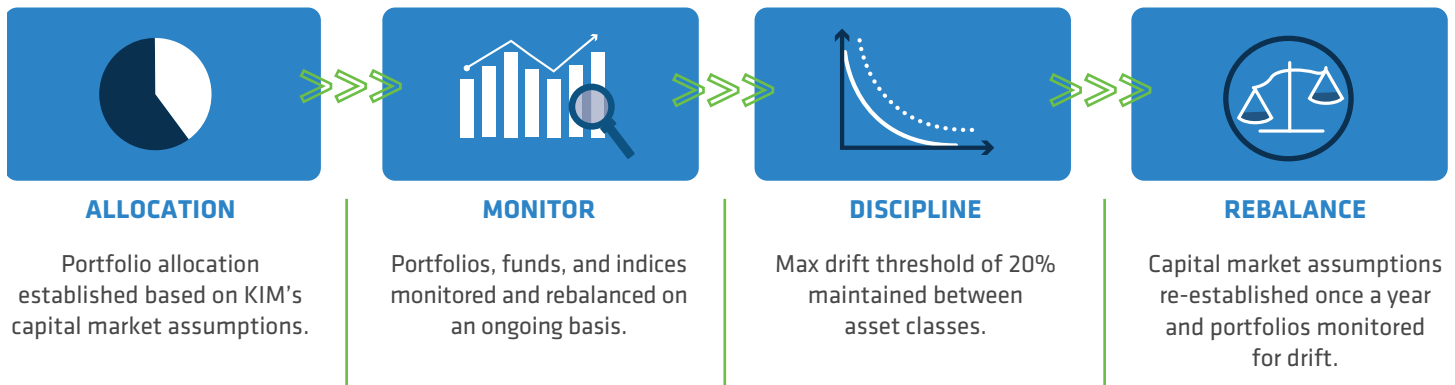 ALLOCATION
Portfolio allocation
established based on KIM’s
capital market assumptions.
MONITOR
Portfolios, funds, and indices
monitored and rebalanced on
an ongoing basis.
DISCIPLINE
Max drift threshold of 20%
maintained between
asset classes.
REBALANCE
Capital market assumptions
re-established once a year
and portfolios monitored
for drift.